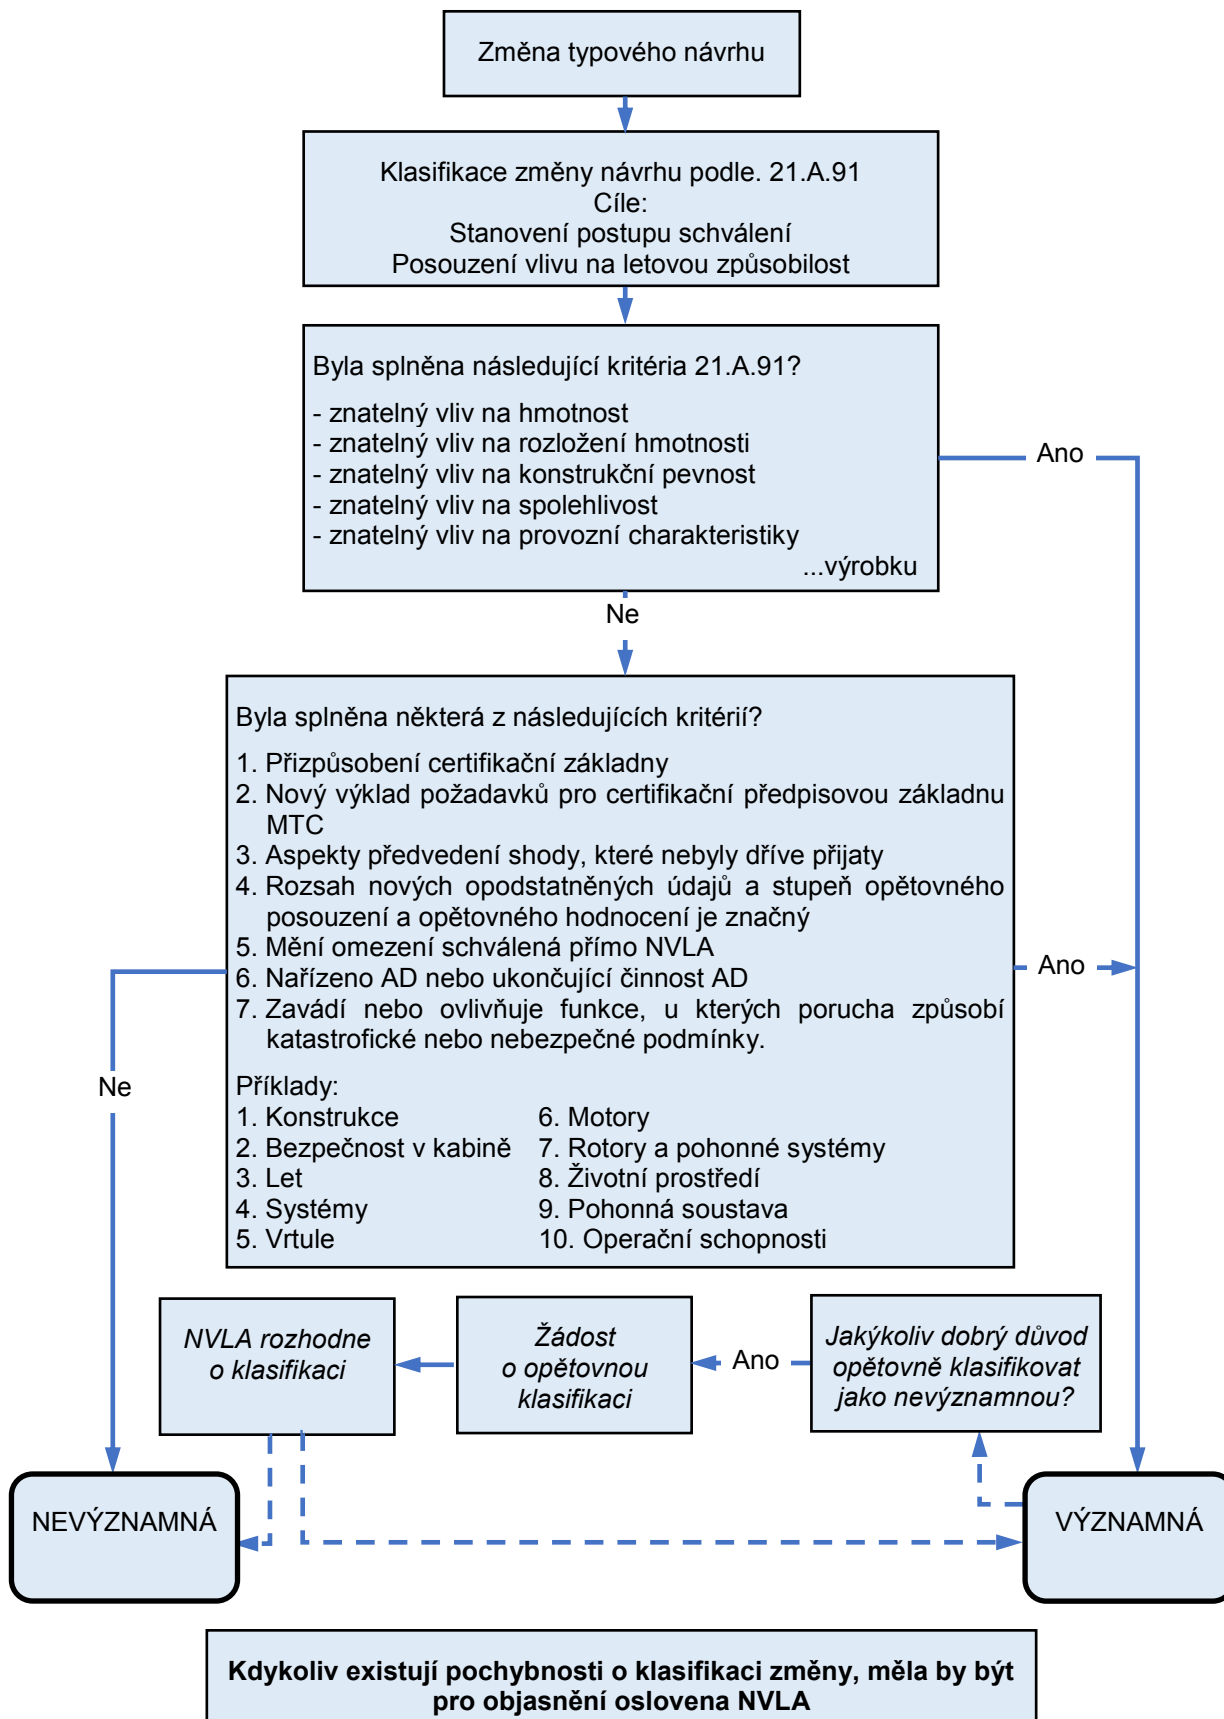 Změna typového návrhu
Klasifikace změny návrhu podle. 21.A.91
Cíle:
Stanovení postupu schválení
Posouzení vlivu na letovou způsobilost
Byla splněna následující kritéria 21.A.91?
- znatelný vliv na hmotnost
- znatelný vliv na rozložení hmotnosti
- znatelný vliv na konstrukční pevnost
- znatelný vliv na spolehlivost
- znatelný vliv na provozní charakteristiky
...výrobku
Ano
Ne
Byla splněna některá z následujících kritérií?
1. Přizpůsobení certifikační základny
2. Nový výklad požadavků pro certifikační předpisovou základnu
MTC
3. Aspekty předvedení shody, které nebyly dříve přijaty
4. Rozsah nových opodstatněných údajů a stupeň opětovného
posouzení a opětovného hodnocení je značný
5. Mění omezení schválená přímo NVLA
6. Nařízeno AD nebo ukončující činnost AD
7. Zavádí nebo ovlivňuje funkce, u kterých porucha způsobí
katastrofické nebo nebezpečné podmínky.
Ano
Ne
Příklady:
1. Konstrukce
2. Bezpečnost v kabině
3. Let
4. Systémy
5. Vrtule
6. Motory
7. Rotory a pohonné systémy
8. Životní prostředí
9. Pohonná soustava
10. Operační schopnosti
NVLA rozhodne
o klasifikaci
Žádost
o opětovnou
klasifikaci
Ano
Jakýkoliv dobrý důvod
opětovně klasifikovat
jako nevýznamnou?
NEVÝZNAMNÁ
VÝZNAMNÁ
Kdykoliv existují pochybnosti o klasifikaci změny, měla by být
pro objasnění oslovena NVLA